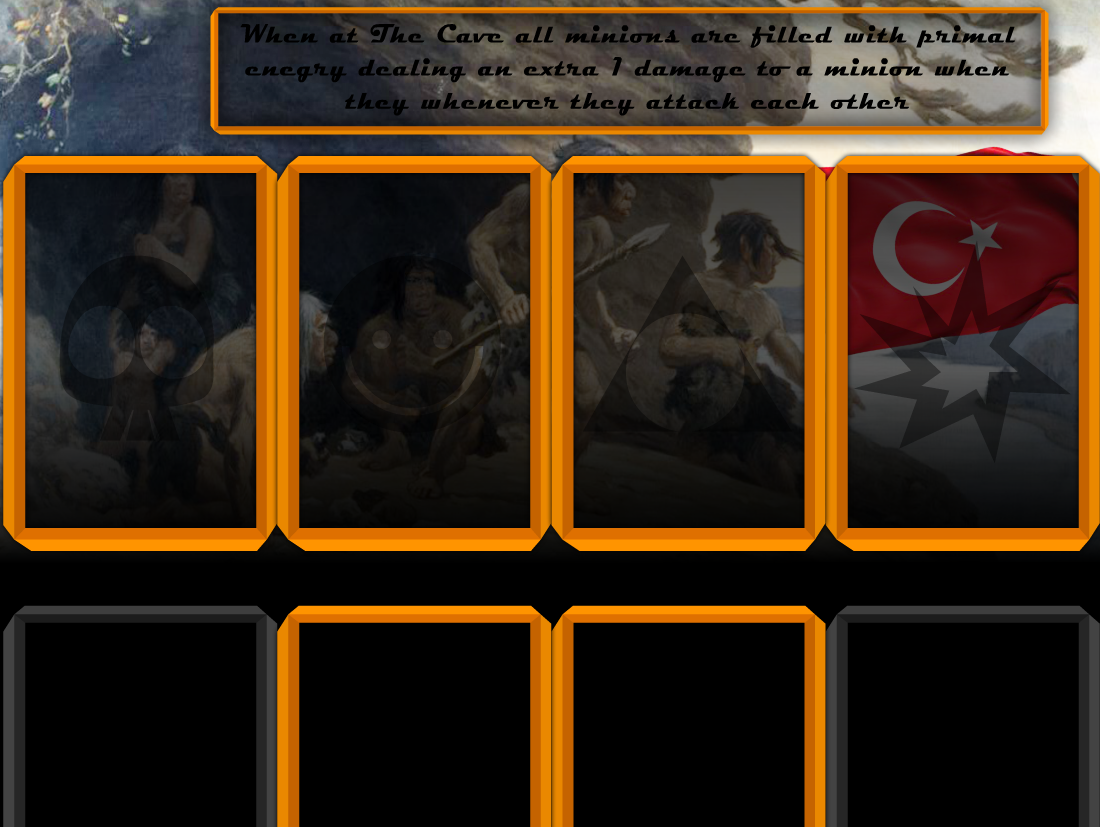 When at The Cave all minions are filled with primal
enegry dealing an extra 1 damage to a minion when
they whenever they attack each other